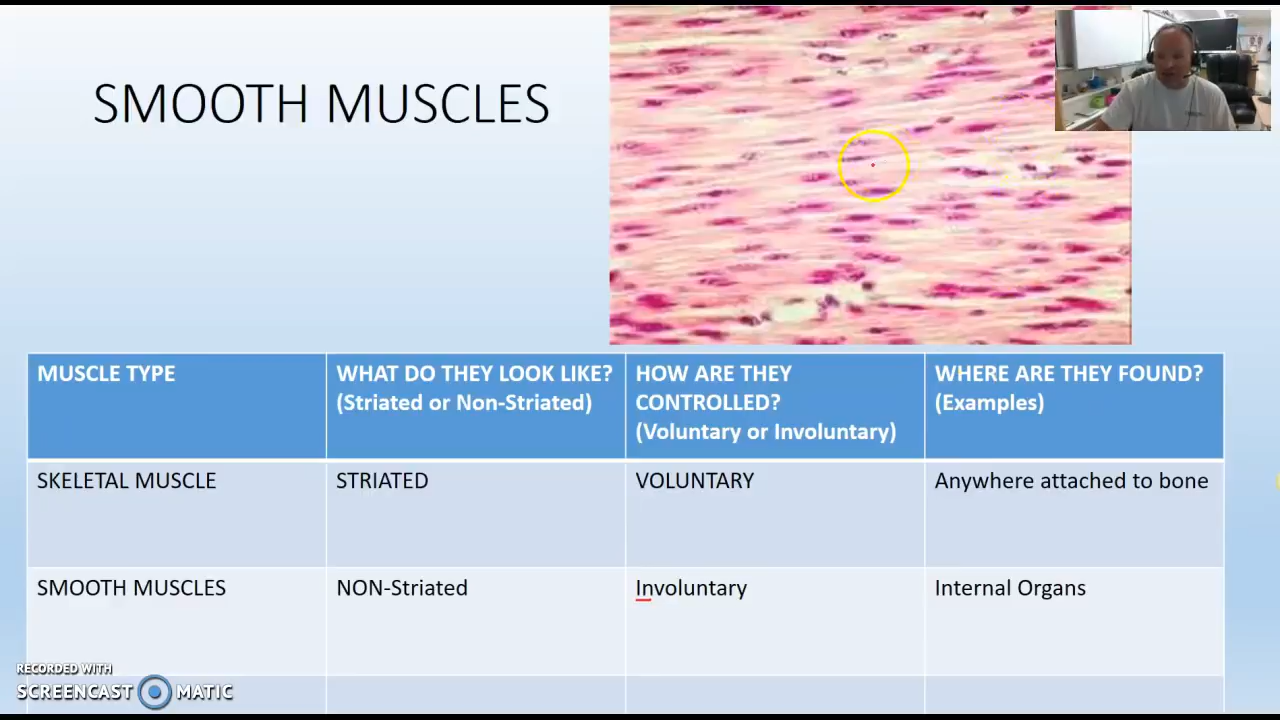 SMOOTH MUSCLES
MUSCLE TYPE
WHAT DO THEY LOOK LIKE?
(Striated or Non-Striated)
HOW ARE THEY
CONTROLLED?
(Voluntary or Involuntary)
WHERE ARE THEY FOUND?
(Examples)
SKELETAL MUSCLE
STRIATED
VOLUNTARY
Anywhere attached to bone
SMOOTH MUSCLES
NON-Striated
Involuntary
Internal Organs
RECORDED WITH
SCREENCAST MATIC